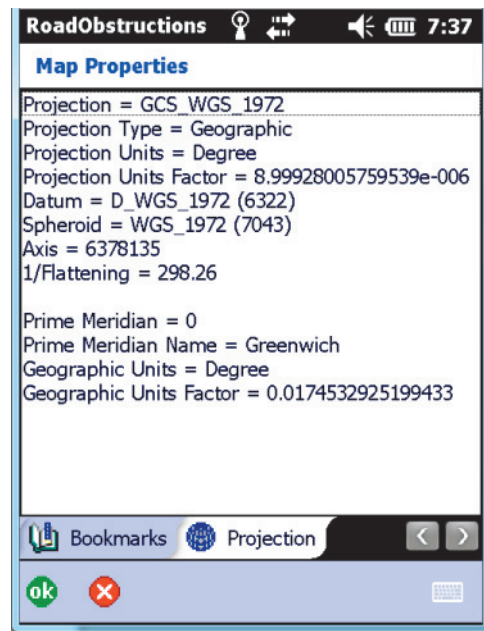 RoadObstructions 7:37
Map Properties
Projection = GCS_WGS_1972
Projection Type = Geographic
Projection Units = Degree
Projection Units Factor = 8.99928005759539e-006
Datum = D_WGS_1972 (6322)
Spheroid = WGS_1972 (7043)
Axis = 6378135
1/Flattening = 298.26
Prime Meridian = 0
Prime Meridian Name = Greenwich
Geographic Units = Degree
Geographic Units Factor = 0.0174532925199433
Bookmarks Projection
ok